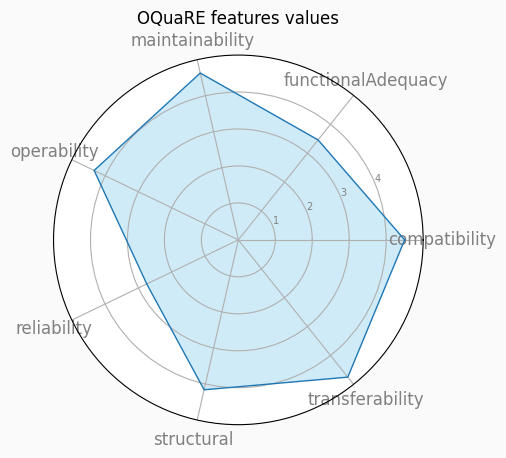 OQuaRE features values
maintainability
functionalAdequacy
operability
4
3
2
1
compatibility
reliability
transferability
structural